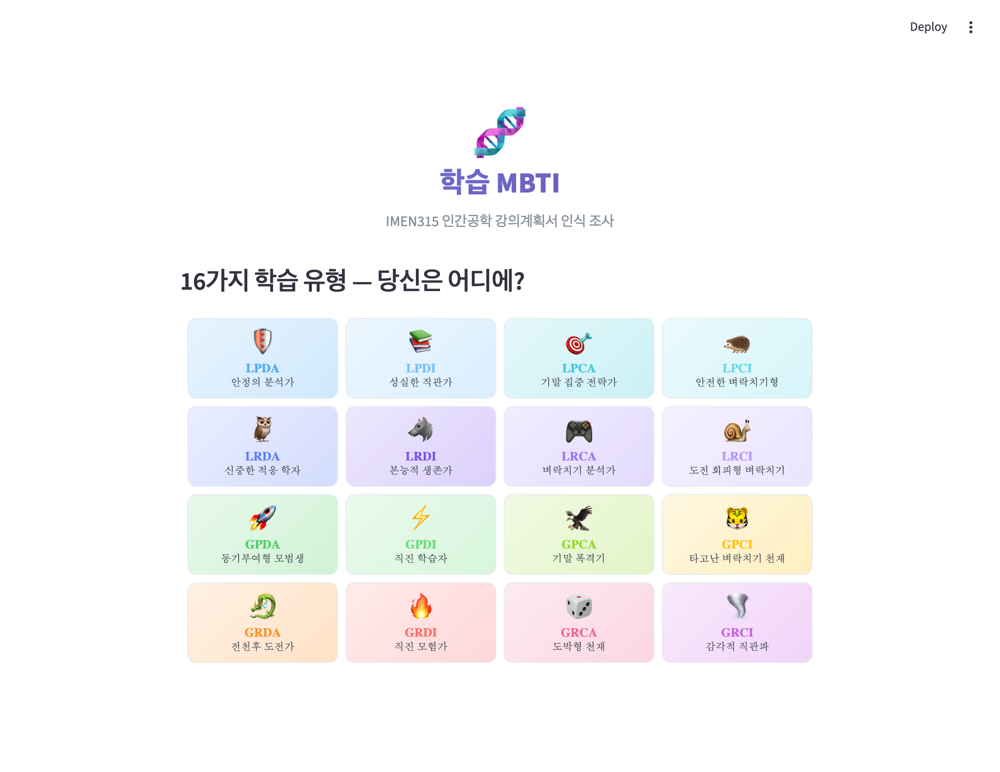 Deploy
학습 MBTI
IMEN315 인간공학 강의계획서 인식 조사
16가지 학습 유형 — 당신은 어디에?
LPDA
안정의 분석가
LPDI
성실한 직관가
LPCA
기말 집중 전략가
LPCI
안전한 벼락치기형
LRDA
신중한 적응 학자
LRDI
본능적 생존가
LRCA
벼락치기 분석가
LRCI
도전 회피형 벼락치기
GPDA
동기부여형 모범생
GPDI
직진 학습자
GPCA
기말 폭격기
GPCI
타고난 벼락치기 천재
GRDA
전천후 도전가
GRDI
직진 모험가
GRCA
도박형 천재
GRCI
감각적 직관파